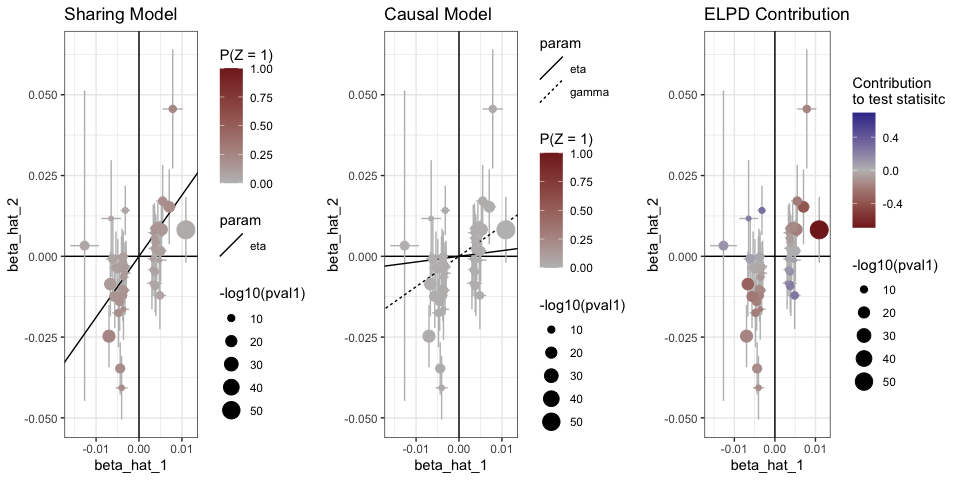 Sharing Model
beta_hat_2
0.050
0.025
0.000
-0.025
-0.050
-0.01
0.00
0.01
beta_hat_1
P(Z = 1)
1.00
0.75
0.50
0.25
0.00
param
eta
-log10(pval1)
10
20
30
40
50
Causal Model
beta_hat_2
0.050
0.025
0.000
-0.025
-0.050
-0.01
0.00
0.01
beta_hat_1
param
eta
gamma
P(Z = 1)
1.00
0.75
0.50
0.25
0.00
-log10(pval1)
10
20
30
40
50
ELPD Contribution
beta_hat_2
0.050
0.025
0.000
-0.025
-0.050
-0.01
0.00
0.01
beta_hat_1
Contribution
to test statisitc
0.4
0.0
-0.4
-log10(pval1)
10
20
30
40
50